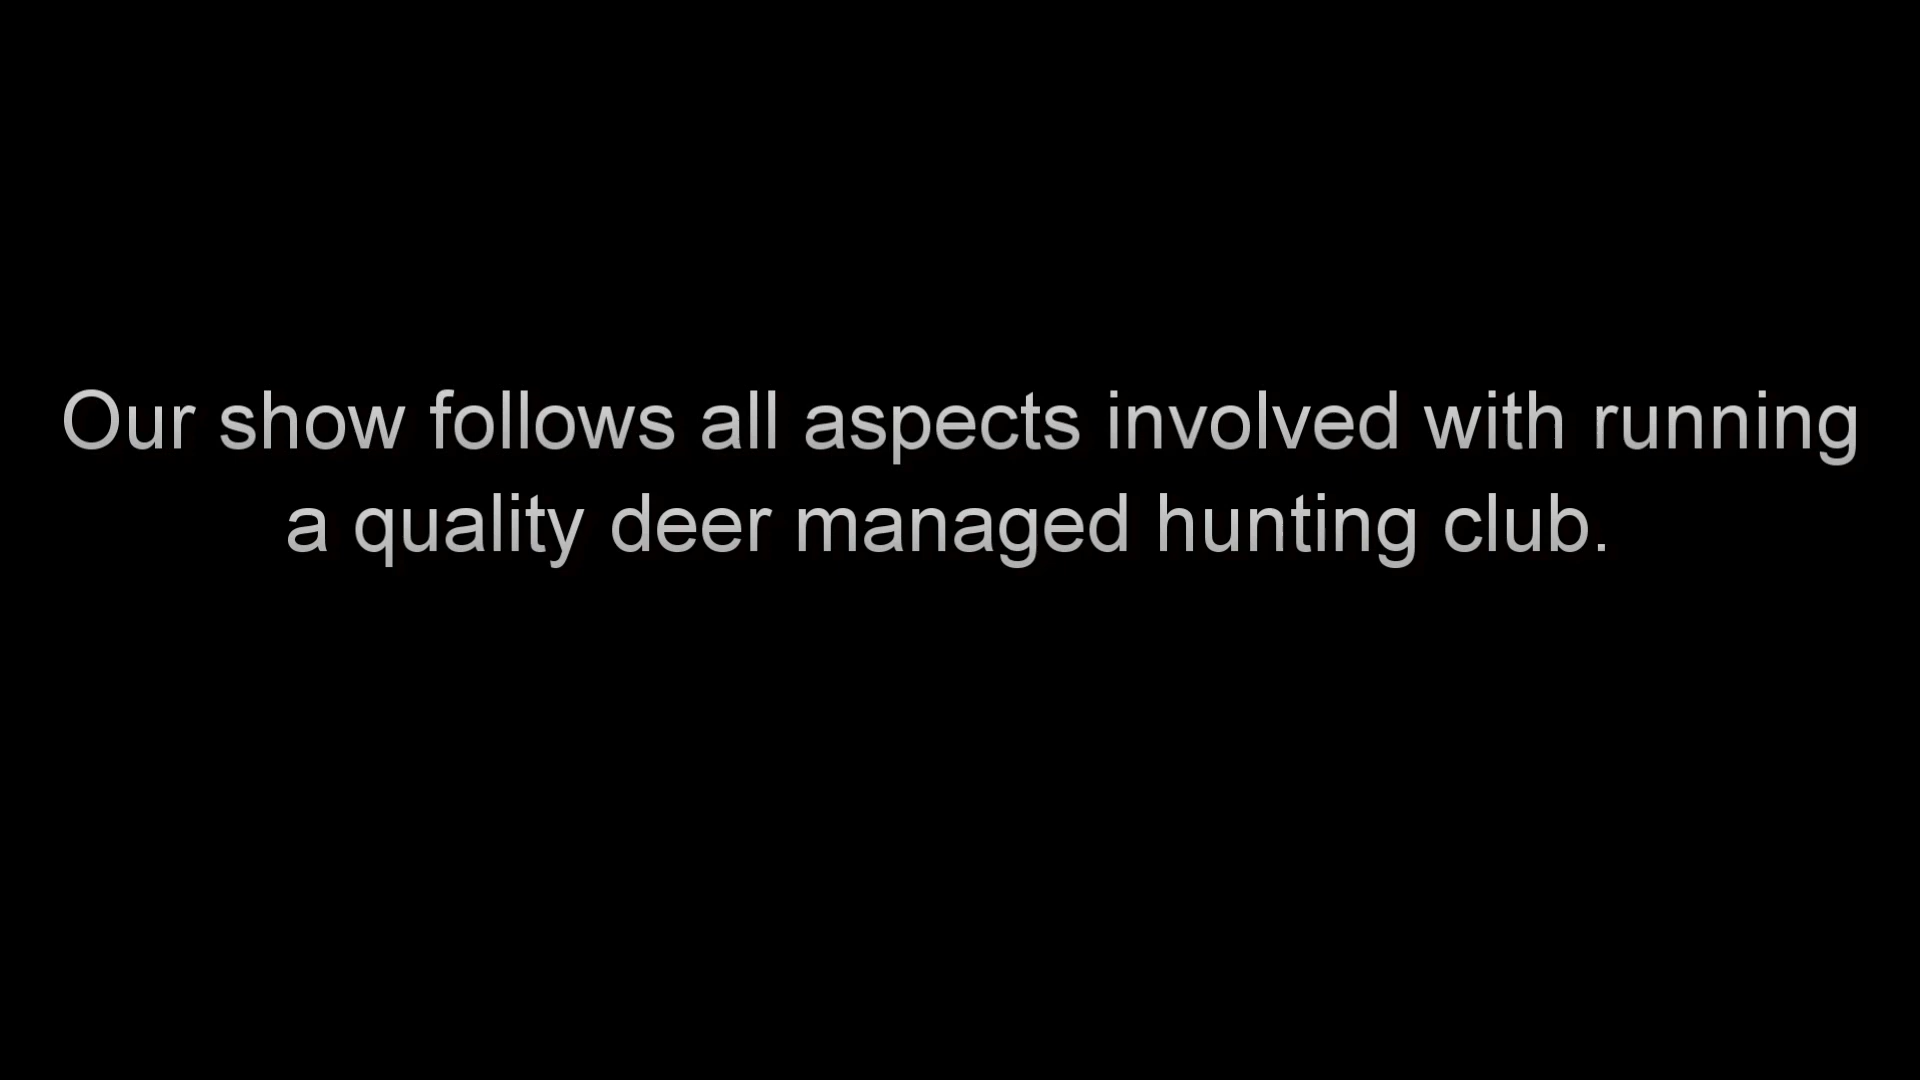 Our show follows all aspects involved with running
a quality deer managed hunting club.